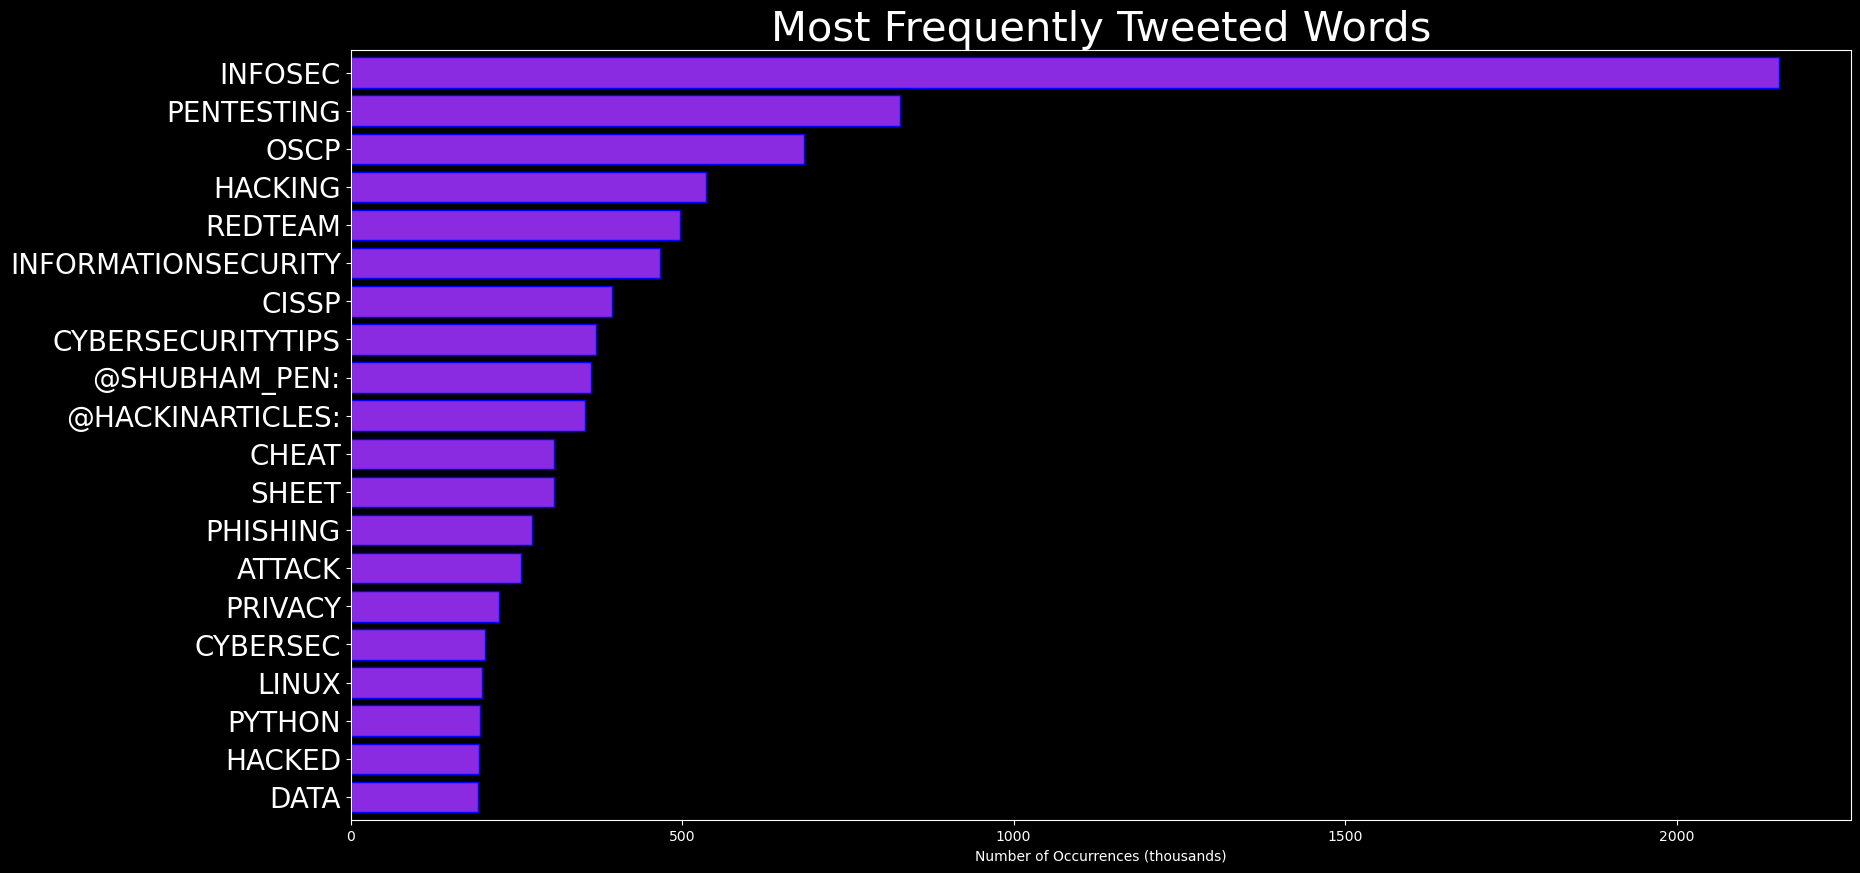 Most Frequently Tweeted Words
INFOSEC
PENTESTING
OSCP
HACKING
REDTEAM
INFORMATIONSECURITY
CISSP
CYBERSECURITYTIPS
@SHUBHAM_PEN:
@HACKINARTICLES:
CHEAT
SHEET
PHISHING
ATTACK
PRIVACY
CYBERSEC
LINUX
PYTHON
HACKED
DATA
0 500 1000 1500 2000
Number of Occurrences (thousands)